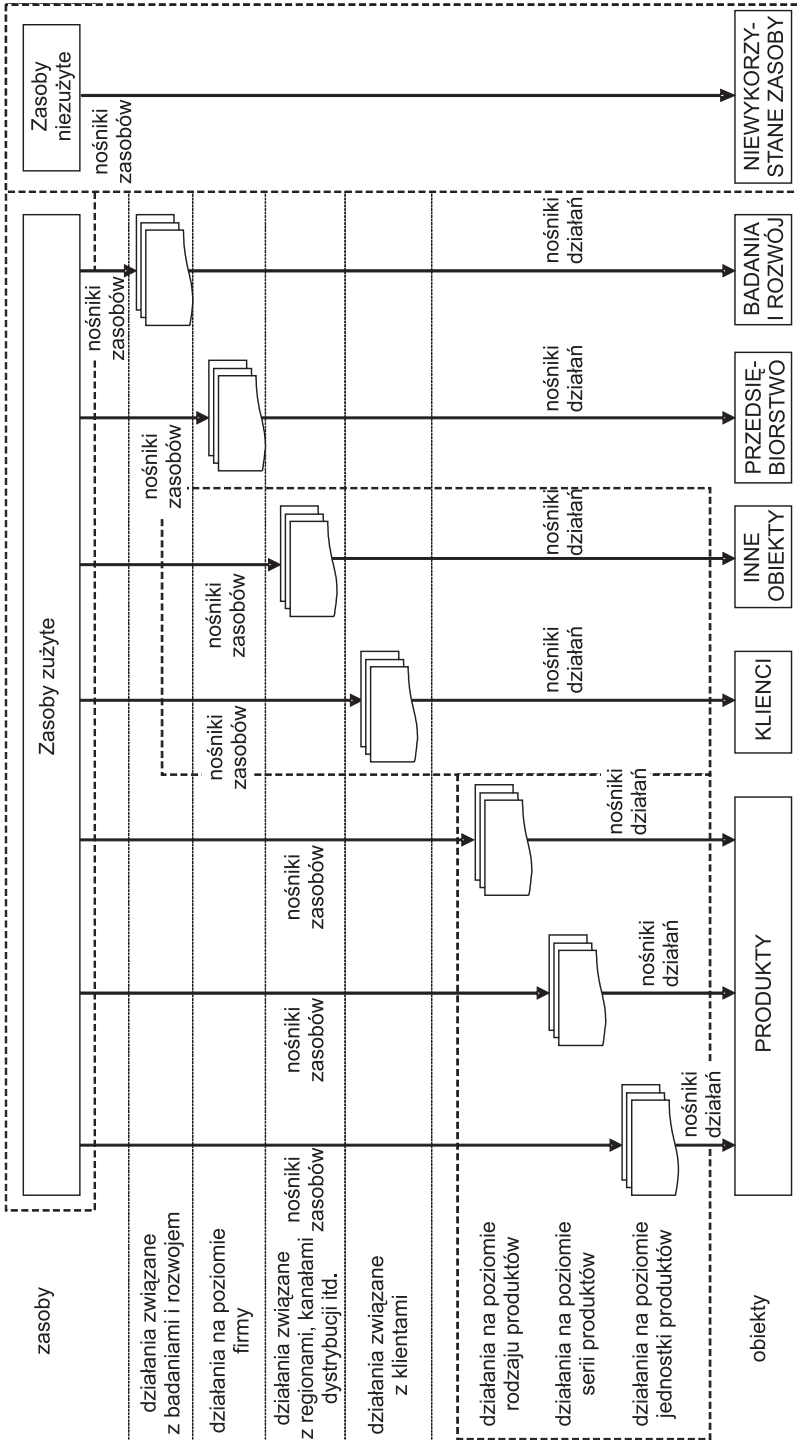 zasoby
Zasoby zużyte
Zasoby
niezużyte
nośniki
zasobów
działania związane
z badaniami i rozwojem
nośniki
zasobów
działania na poziomie
firmy
nośniki
zasobów
działania związane
z regionami, kanałami
dystrybucji itd.
nośniki
zasobów
nośniki
zasobów
nośniki
zasobów
nośniki
zasobów
nośniki
zasobów
działania związane
z klientami
działania na poziomie
rodzaju produktów
działania na poziomie
serii produktów
działania na poziomie
jednostki produktów
nośniki
działań
nośniki
działań
nośniki
działań
nośniki
działań
nośniki
działań
nośniki
działań
nośniki
działań
obiekty
PRODUKTY
KLIENCI
INNE
OBIEKTY
PRZEDSIĘ-
BIORSTWO
BADANIA
I ROZWÓJ
NIEWYKORZY-
STANE ZASOBY